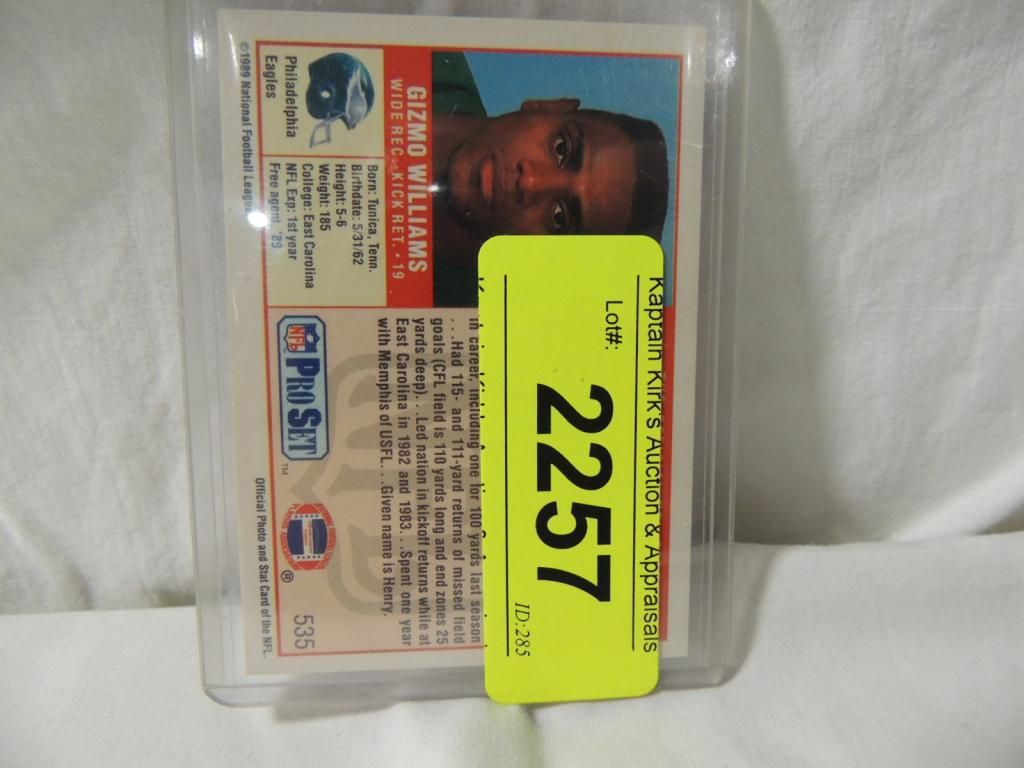 Kaptain Kirk's Auction & Appraisals
Lot#:
2257
ID:285
GIZMO WILLIAMS
WIDE REC.-KICK RET. • 19
Philadelphia
Eagles
Born: Tunica, Tenn.
Birthdate: 5/31/62
Height: 5-6
Weight: 185
College: East Carolina
NFL Exp: 1st year
Free agent, '89
in career, including one for 100 yards last season
...Had 115- and 111-yard returns of missed field
goals (CFL field is 110 yards long and end zones 25
yards deep)...Led nation in kickoff returns while at
East Carolina in 1982 and 1983...Spent one year
with Memphis of USFL...Given name is Henry.
NFL PRO SET ™
®
535
©1989 National Football League
Official Photo and Stat Card of the NFL.